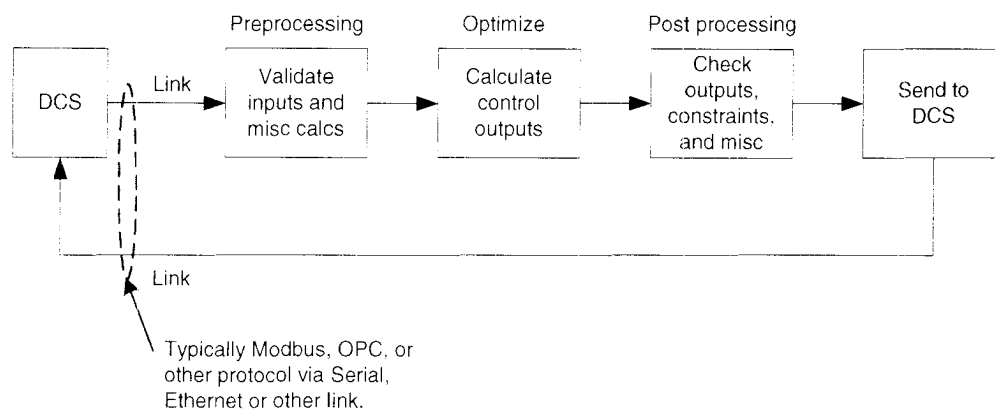 Preprocessing
Optimize
Post processing
DCS
Link
Validate
inputs and
misc calcs
Calculate
control
outputs
Check
outputs,
constraints,
and misc
Send to
DCS
Link
Typically Modbus, OPC, or
other protocol via Serial,
Ethernet or other link.